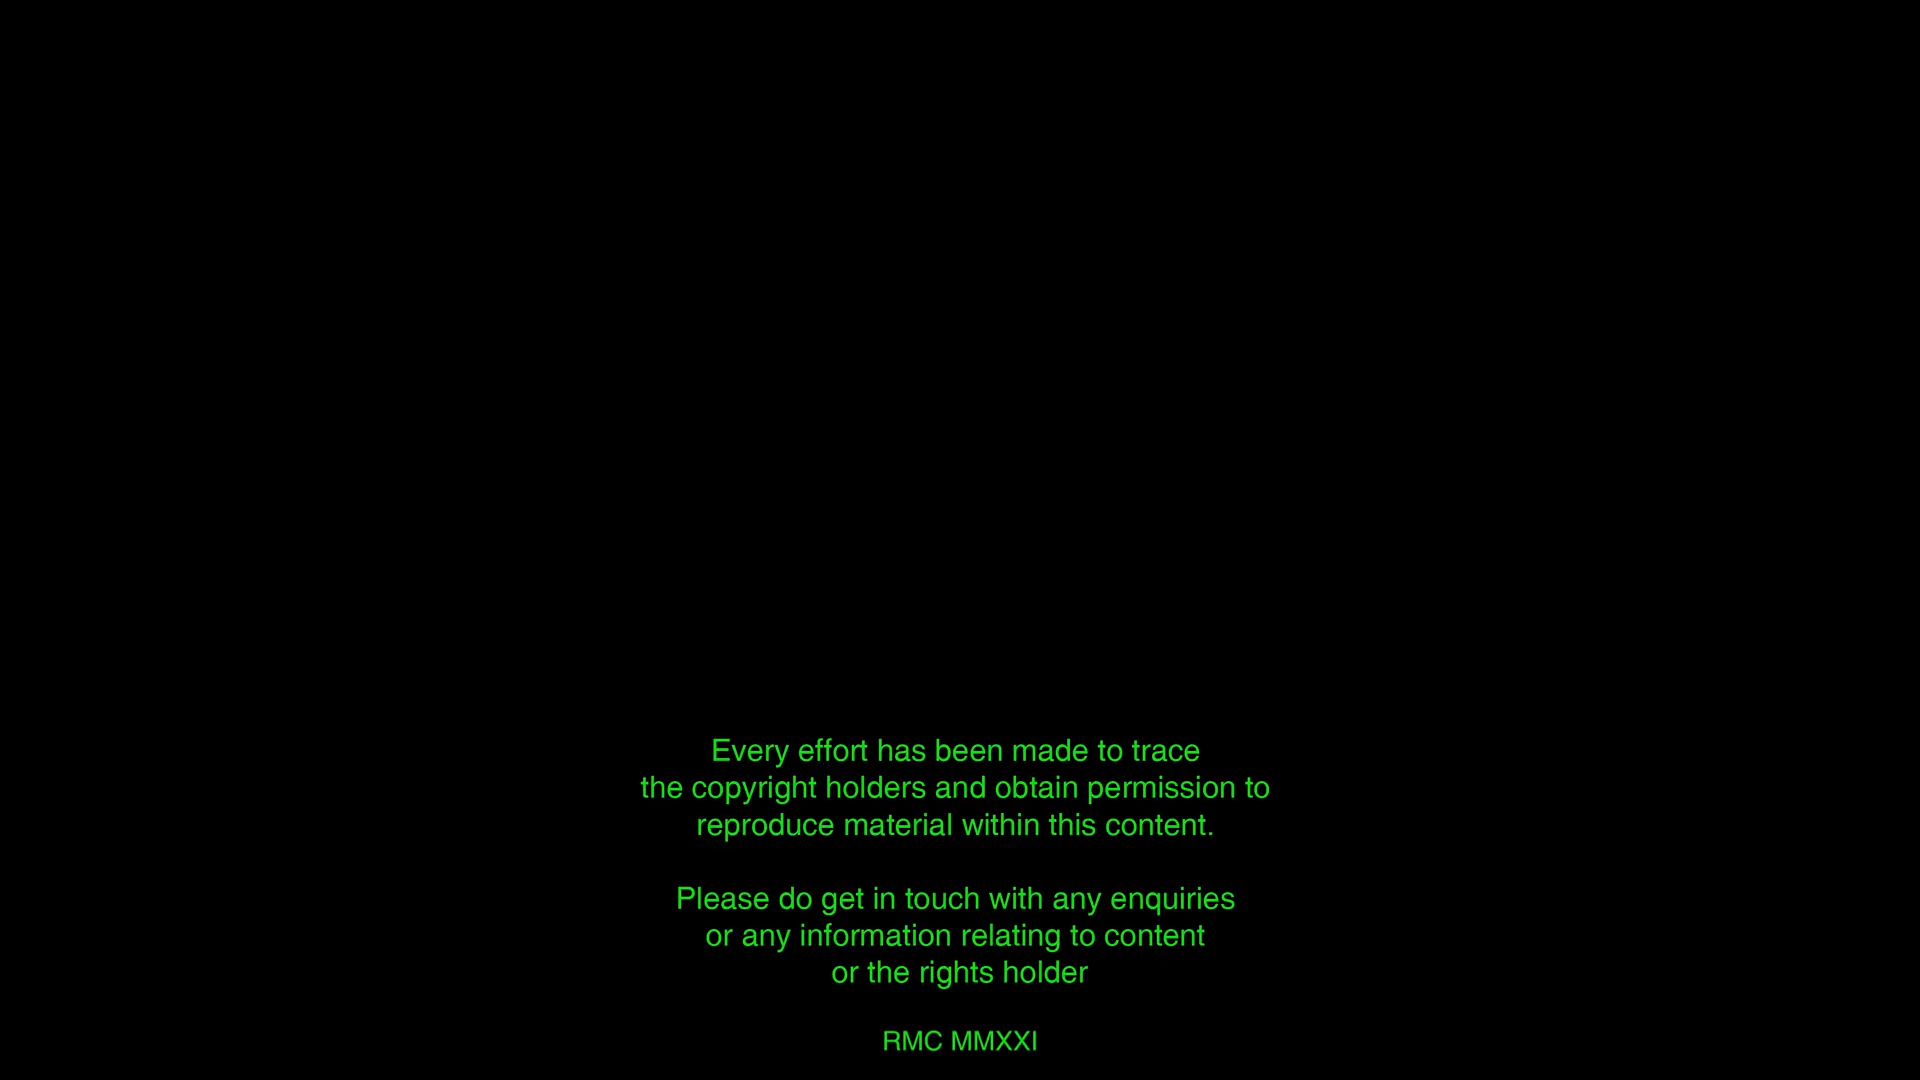 Every effort has been made to trace
the copyright holders and obtain permission to
reproduce material within this content.
Please do get in touch with any enquiries
or any information relating to content
or the rights holder
RMC MMXXI